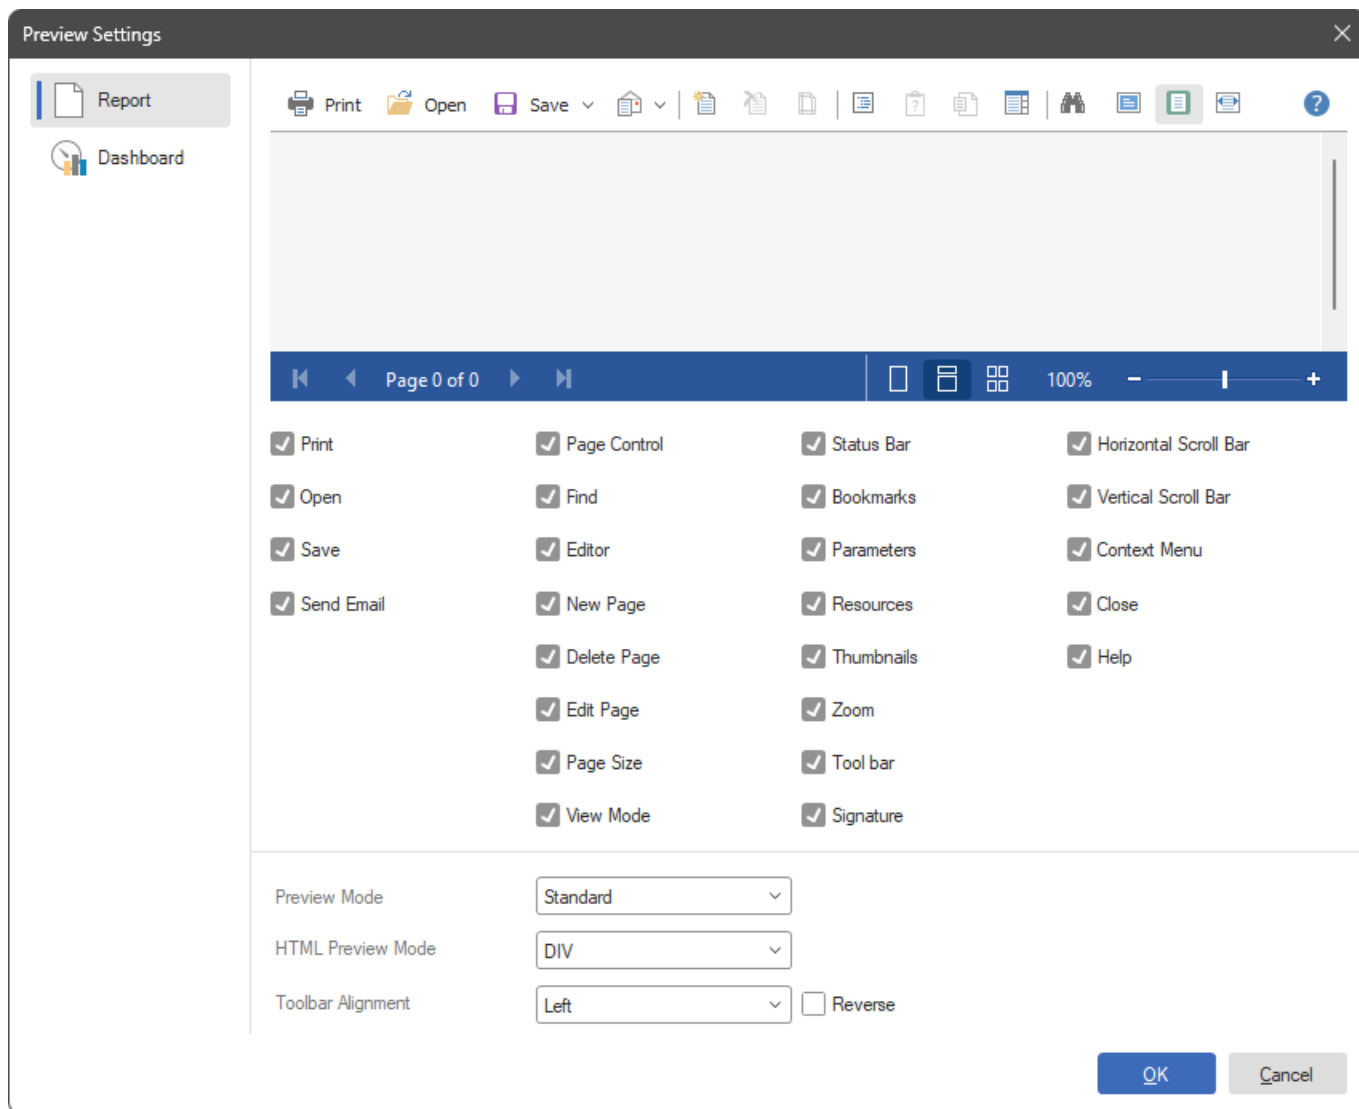 Preview Settings
Report
Dashboard
Print Open Save
Page 0 of 0 100%
Print Page Control Status Bar Horizontal Scroll Bar
Open Find Bookmarks Vertical Scroll Bar
Save Editor Parameters Context Menu
Send Email New Page Resources Close
Delete Page Thumbnails Help
Edit Page Zoom
Page Size Tool bar
View Mode Signature
Preview Mode Standard
HTML Preview Mode DIV
Toolbar Alignment Left Reverse
OK Cancel